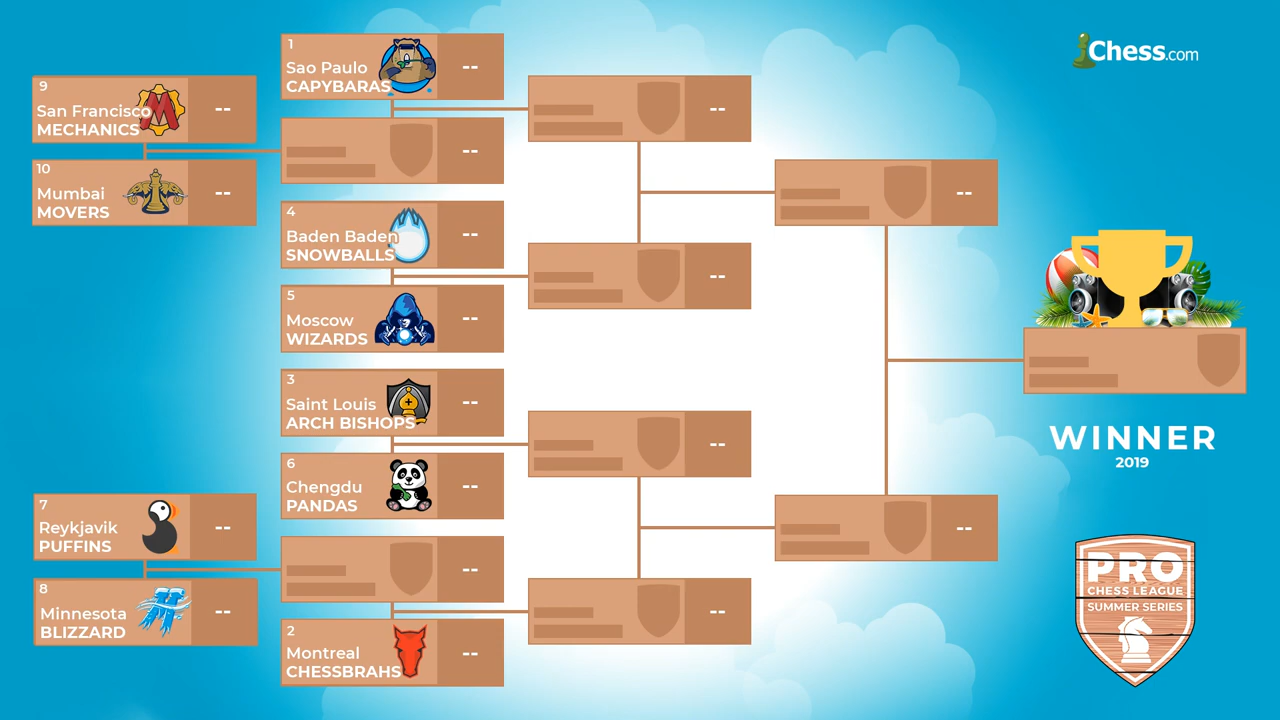 Chess.com
9
San Francisco
MECHANICS
--
10
Mumbai
MOVERS
--
7
Reykjavik
PUFFINS
--
8
Minnesota
BLIZZARD
--
1
Sao Paulo
CAPYBARAS
--
--
4
Baden Baden
SNOWBALLS
--
5
Moscow
WIZARDS
--
3
Saint Louis
ARCH BISHOPS
--
6
Chengdu
PANDAS
--
--
2
Montreal
CHESSBRAHS
--
--
--
--
--
--
--
WINNER
2019
PRO
CHESS LEAGUE
SUMMER SERIES